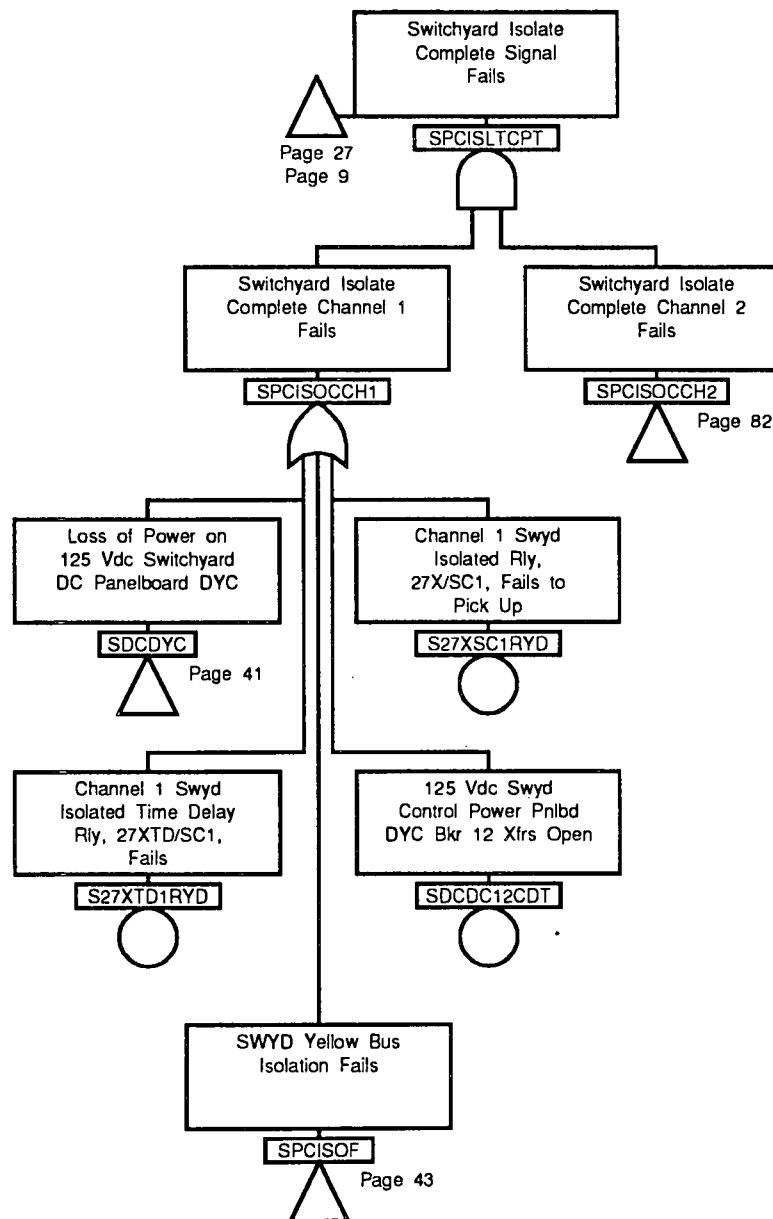 Switchyard Isolate
Complete Signal
Fails
SPCISLTCPT
Page 27
Page 9
Switchyard Isolate
Complete Channel 1
Fails
SPCISOCCH1
Switchyard Isolate
Complete Channel 2
Fails
SPCISOCCH2
Page 82
Loss of Power on
125 Vdc Switchyard
DC Panelboard DYC
SDCDYC
Page 41
Channel 1 Swyd
Isolated Rly,
27X/SC1, Fails to
Pick Up
S27XSC1RYD
Channel 1 Swyd
Isolated Time Delay
Rly, 27XTD/SC1,
Fails
S27XTD1RYD
125 Vdc Swyd
Control Power Pnlbd
DYC Bkr 12 Xfrs Open
SDCDC12CDT
SWYD Yellow Bus
Isolation Fails
SPCISOF
Page 43